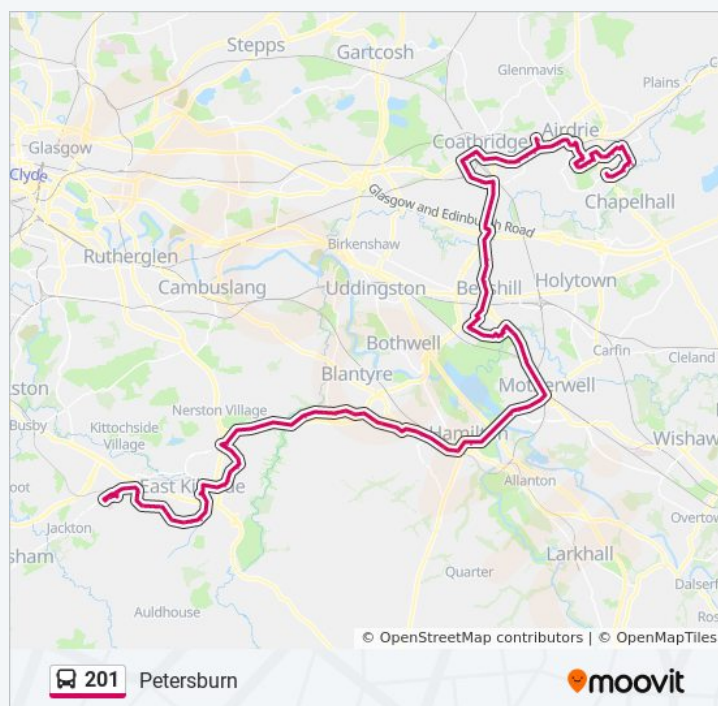 Stepps
Gartcosh
Glenmavis
Plains
Glasgow
Coatbridge
Airdrie
Clyde
Chapelhall
Glasgow and Edinburgh Road
Birkenshaw
Rutherglen
Cambuslang
Uddingston
Bellshill
Holytown
Bothwell
Carfin
Cleland
ston
Blantyre
Motherwell
Nerston Village
Busby
Kittochside
Village
Hamilton
Wishaw
oot
East Kilbride
Allanton
Jackton
Overtow
sham
Larkhall
Quarter
Dalserf
Auldhouse
Ros
© OpenStreetMap contributors | © OpenMapTiles
201
Petersburn
moovit